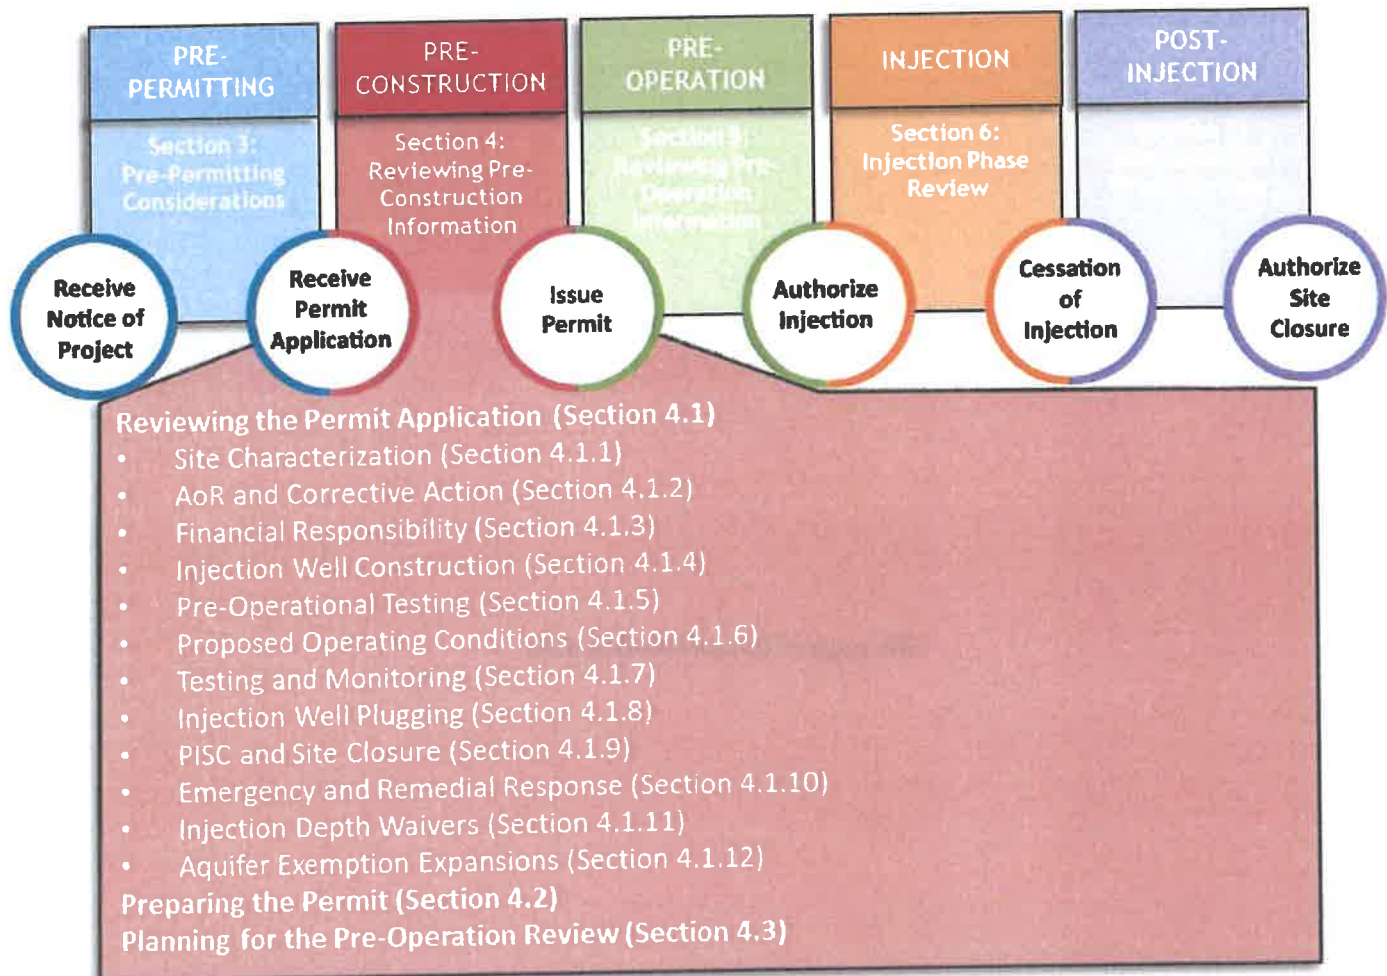 PRE-
PERMITTING
PRE-
CONSTRUCTION
PRE-
OPERATION
INJECTION
POST-
INJECTION
Section 3:
Pre-Permitting
Considerations
Section 4:
Reviewing Pre-
Construction
Information
Section 5:
Reviewing Pre-
Operation
Information
Section 6:
Injection Phase
Review
Receive
Notice of
Project
Receive
Permit
Application
Issue
Permit
Authorize
Injection
Cessation
of
Injection
Authorize
Site
Closure
Reviewing the Permit Application (Section 4.1)
• Site Characterization (Section 4.1.1)
• AoR and Corrective Action (Section 4.1.2)
• Financial Responsibility (Section 4.1.3)
• Injection Well Construction (Section 4.1.4)
• Pre-Operational Testing (Section 4.1.5)
• Proposed Operating Conditions (Section 4.1.6)
• Testing and Monitoring (Section 4.1.7)
• Injection Well Plugging (Section 4.1.8)
• PISC and Site Closure (Section 4.1.9)
• Emergency and Remedial Response (Section 4.1.10)
• Injection Depth Waivers (Section 4.1.11)
• Aquifer Exemption Expansions (Section 4.1.12)
Preparing the Permit (Section 4.2)
Planning for the Pre-Operation Review (Section 4.3)